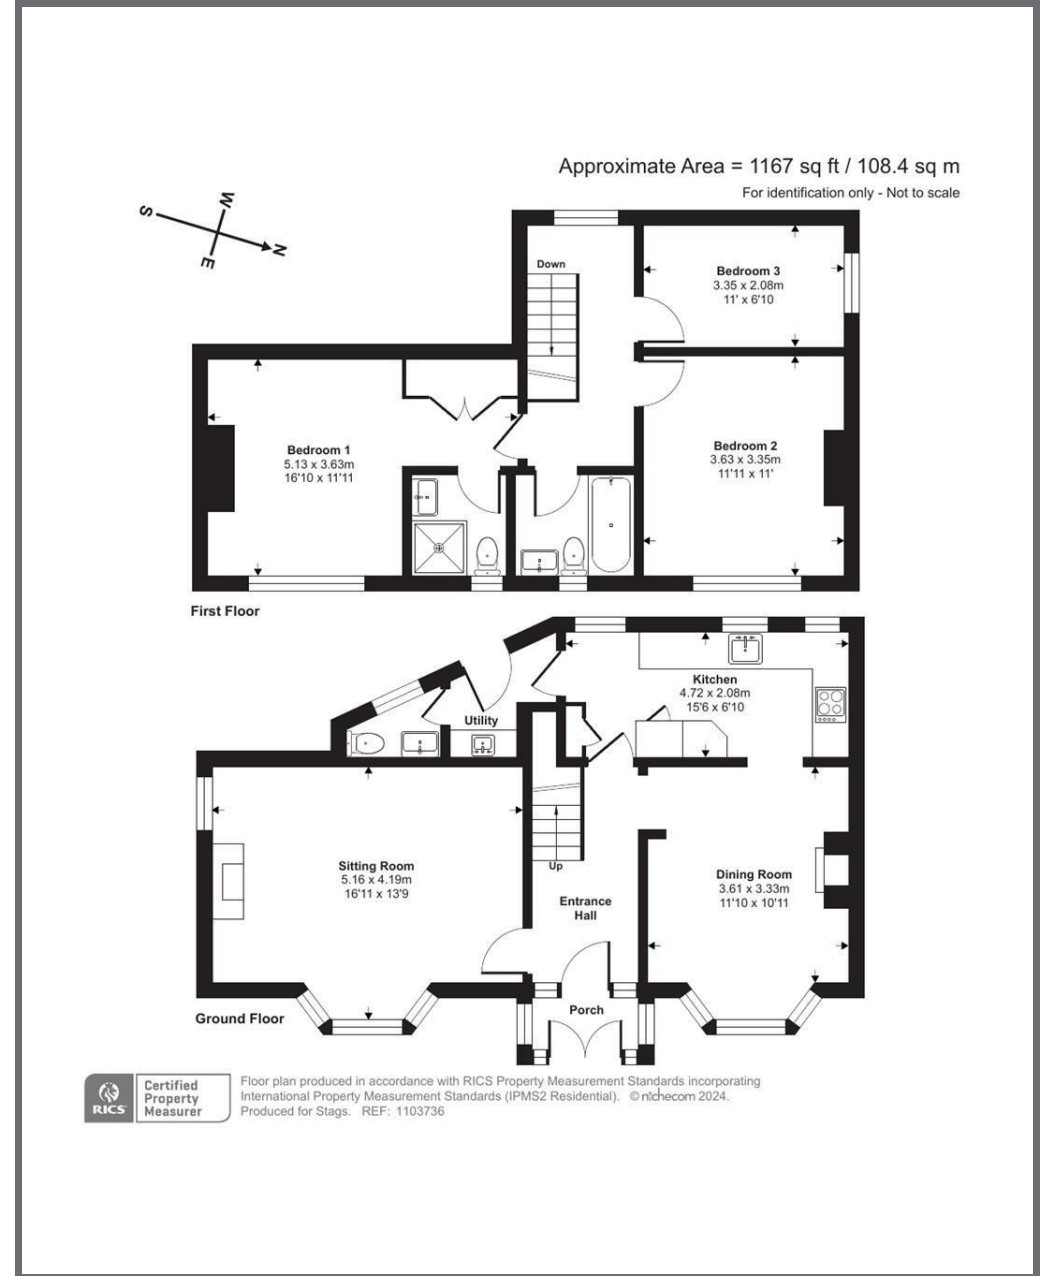 Approximate Area = 1167 sq ft / 108.4 sq m
For identification only - Not to scale
W
S
N
E
Down
Bedroom 3
3.35 x 2.08m
11' x 6'10
Bedroom 1
5.13 x 3.63m
16'10 x 11'11
Bedroom 2
3.63 x 3.35m
11'11 x 11'
First Floor
Kitchen
4.72 x 2.08m
15'6 x 6'10
Utility
Sitting Room
5.16 x 4.19m
16'11 x 13'9
Up
Dining Room
3.61 x 3.33m
11'10 x 10'11
Entrance
Hall
Porch
Ground Floor
RICS
Certified
Property
Measurer
Floor plan produced in accordance with RICS Property Measurement Standards incorporating
International Property Measurement Standards (IPMS2 Residential). © nichecom 2024.
Produced for Stags. REF: 1103736